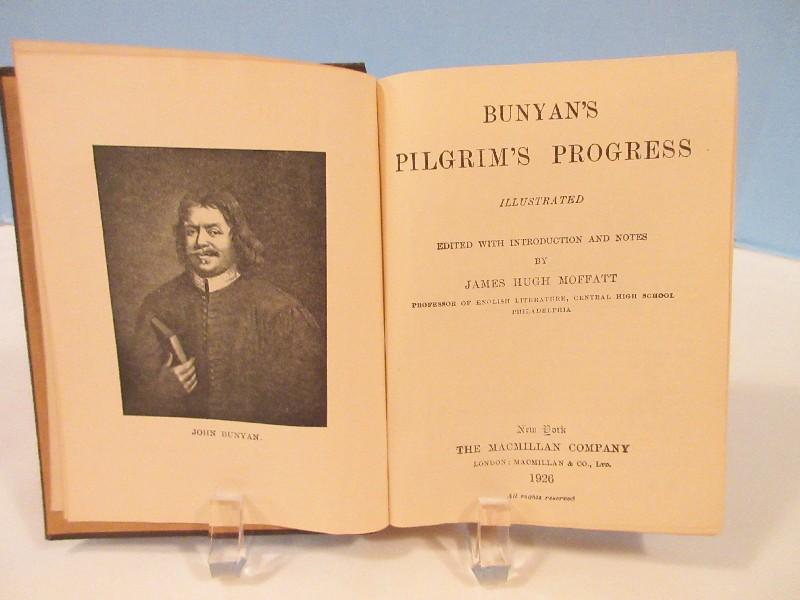 JOHN BUNYAN.
BUNYAN'S
PILGRIM'S PROGRESS
ILLUSTRATED
EDITED WITH INTRODUCTION AND NOTES
BY
JAMES HUGH MOFFATT
PROFESSOR OF ENGLISH LITERATURE, CENTRAL HIGH SCHOOL
PHILADELPHIA
New York
THE MACMILLAN COMPANY
LONDON: MACMILLAN & CO., LTD.
1926
All rights reserved